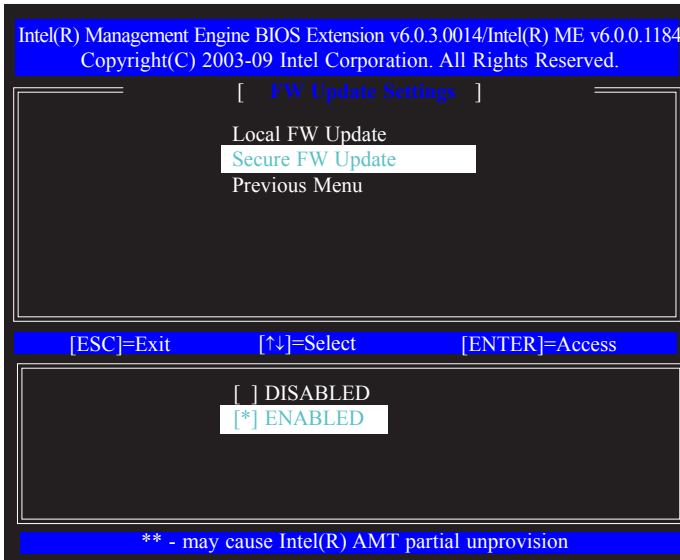 Intel(R) Management Engine BIOS Extension v6.0.3.0014/Intel(R) ME v6.0.0.1184
Copyright(C) 2003-09 Intel Corporation. All Rights Reserved.
[ FW Update Settings ]
Local FW Update
Secure FW Update
Previous Menu
[ESC]=Exit [↑↓]=Select [ENTER]=Access
[ ] DISABLED
[*] ENABLED
** - may cause Intel(R) AMT partial unprovision